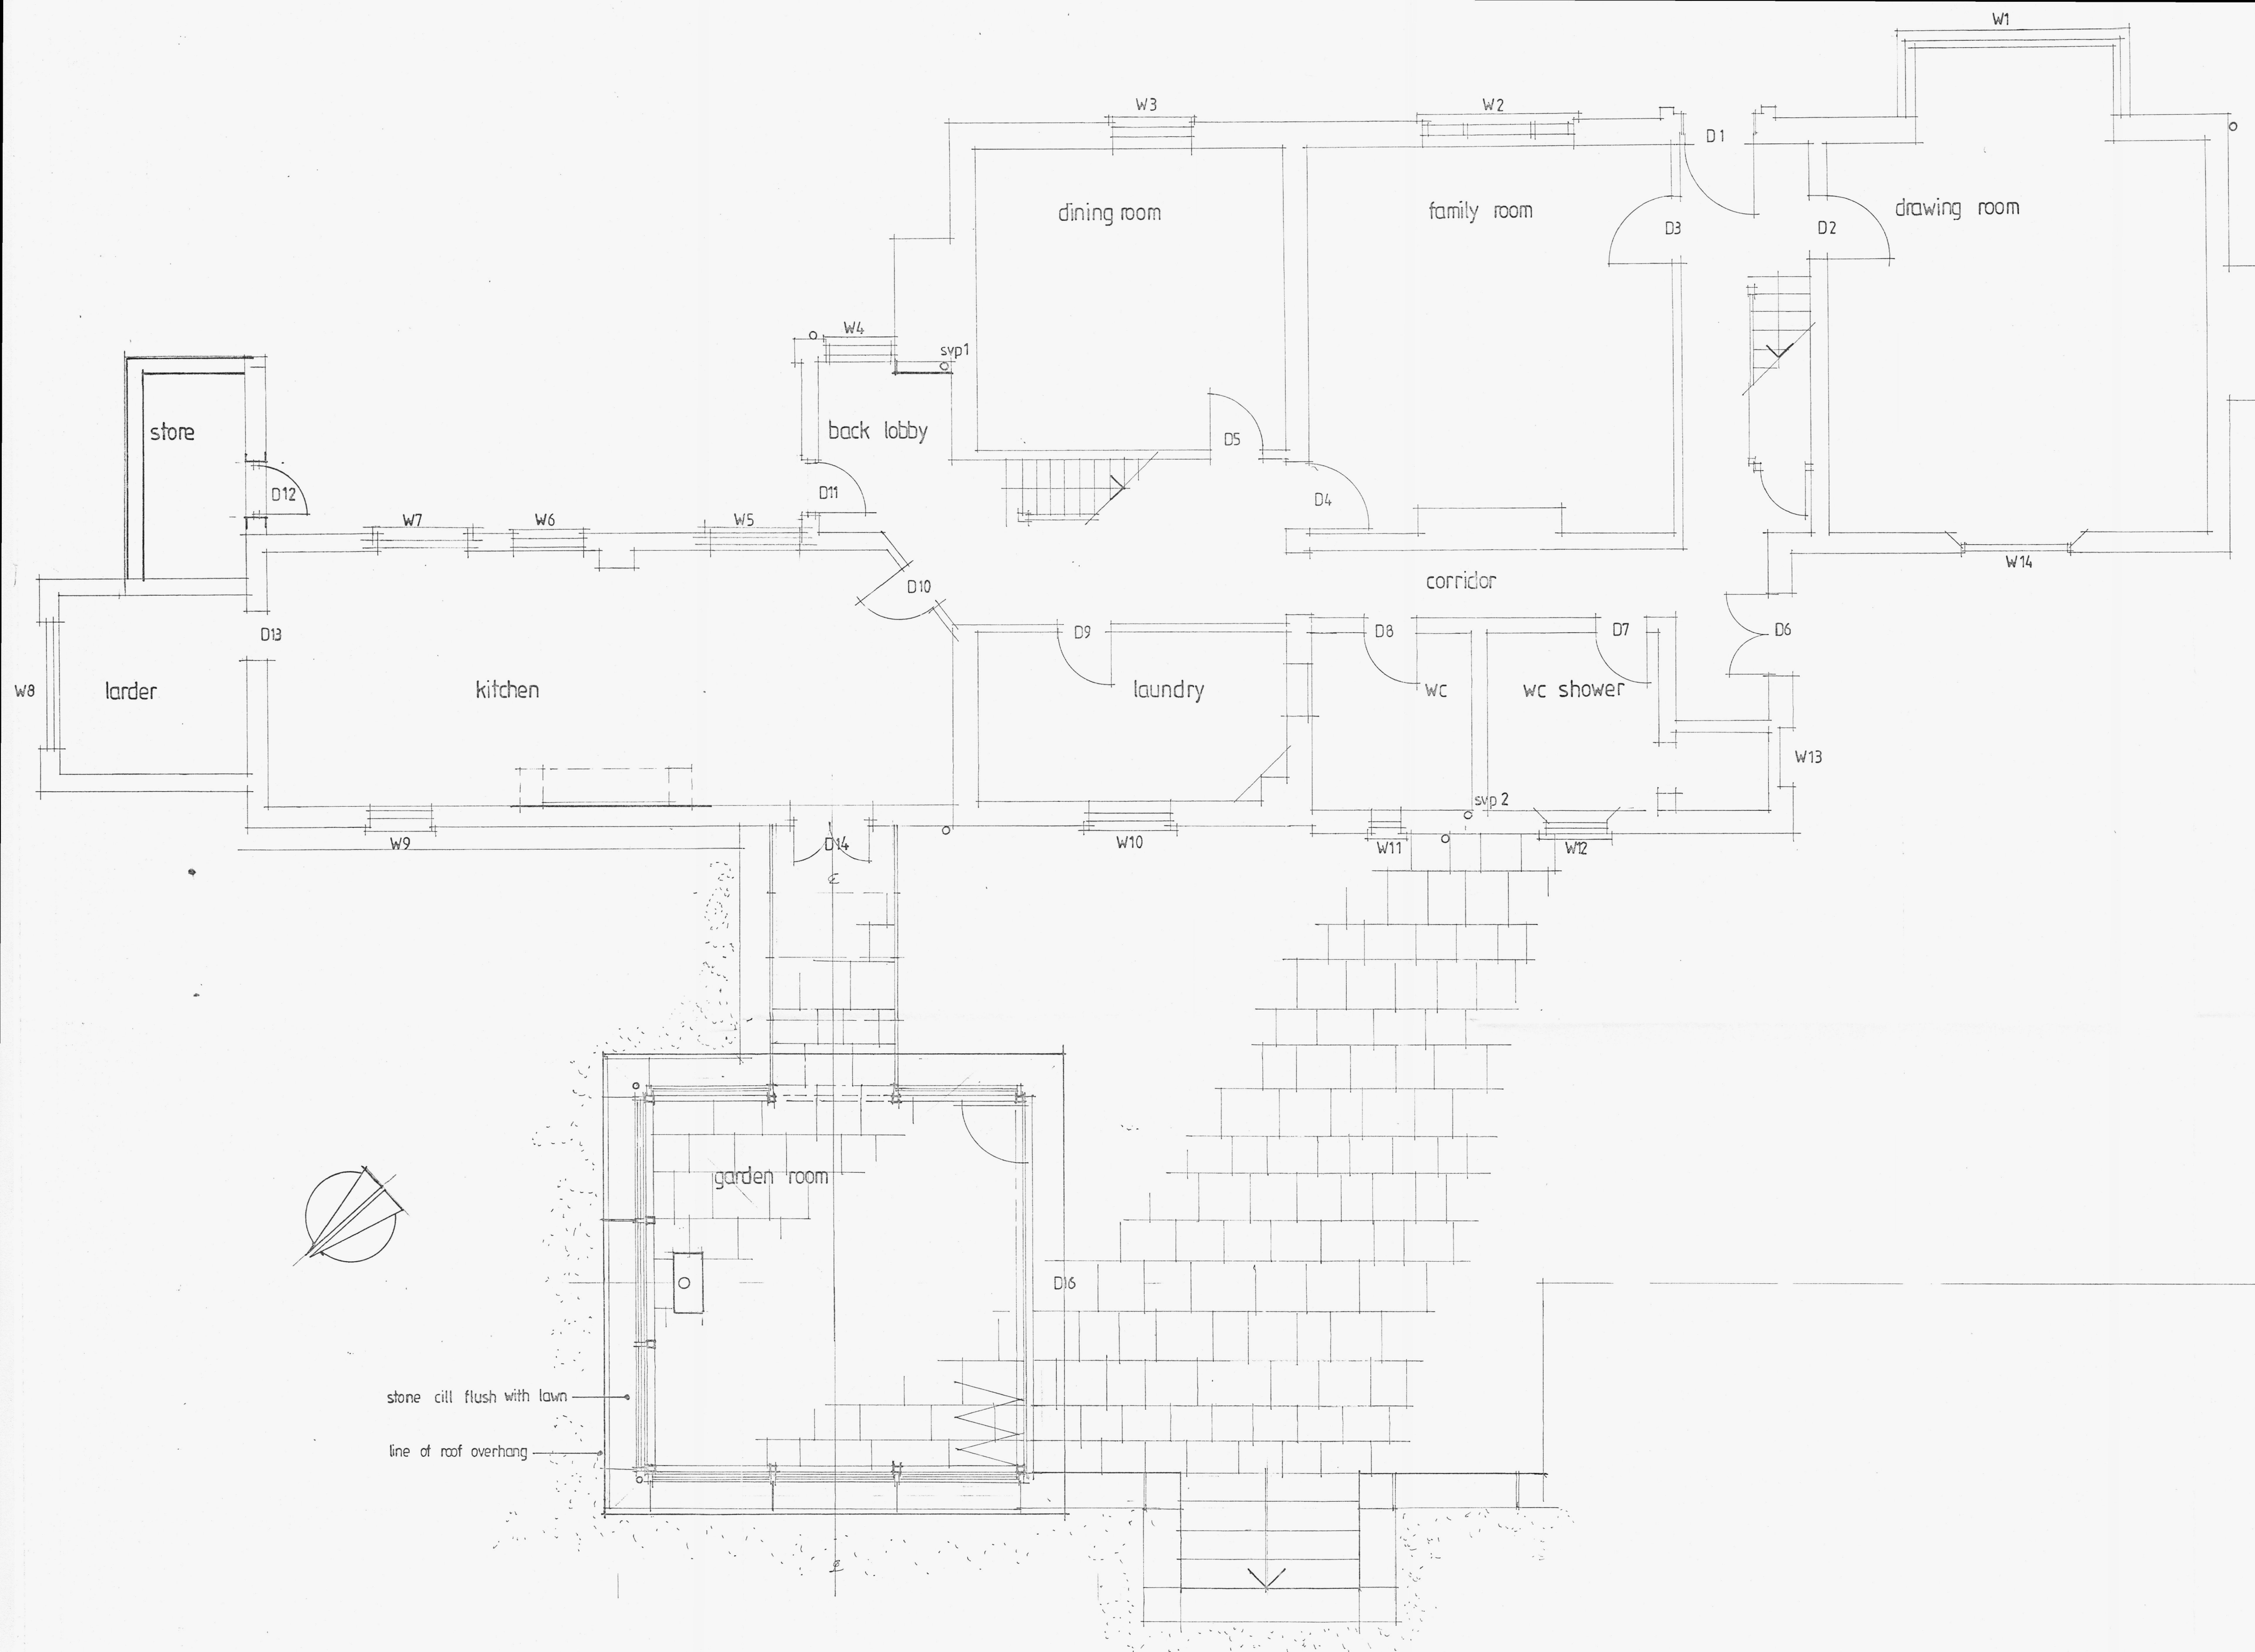 W1
W3
W2
D1
dining room
family room
drawing room
D3
D2
W4
svp1
store
back lobby
D5
D12
D11
D4
W7
W6
W5
W14
D10
corridor
D13
D9
D8
D7
D6
W8
larder
kitchen
laundry
wc
wc shower
W13
svp 2
W9
D14
W10
W11
W12
℄
garden room
D16
stone cill flush with lawn
line of roof overhang
℄